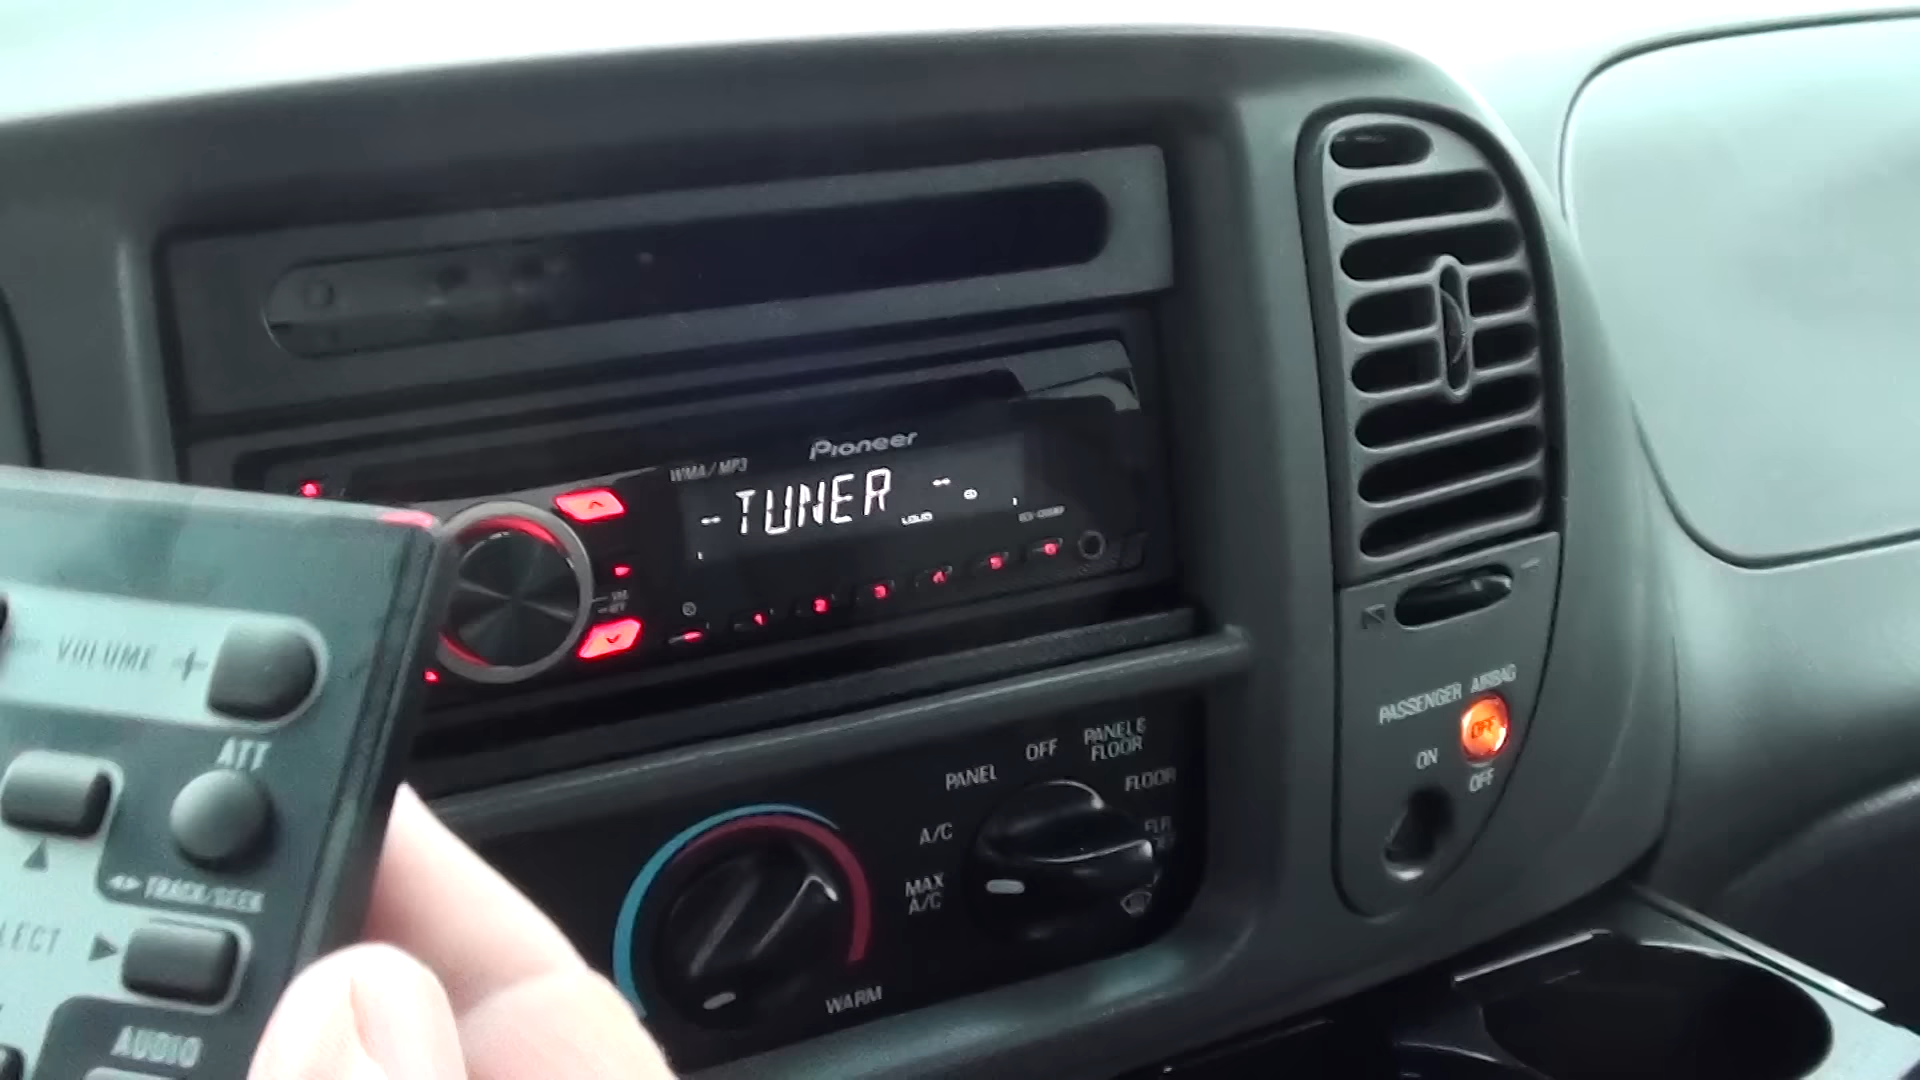 Pioneer
WMA/MP3
- TUNER -
LOUD
1 2 3 4 5 6
VOLUME +
ATT
TRACK/SEEK
AUDIO
PANEL
OFF
PANEL &
FLOOR
FLOOR
A/C
MAX
A/C
WARM
PASSENGER AIRBAG
OFF
ON
OFF